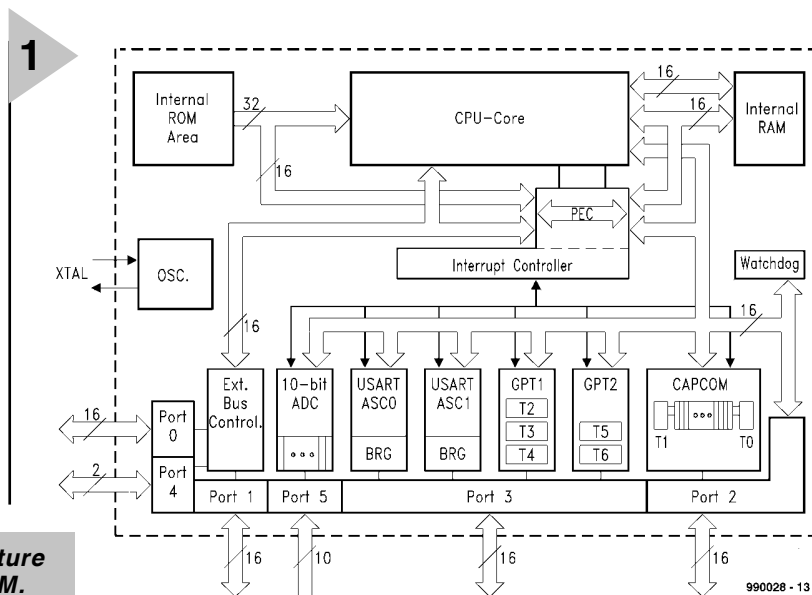 1
Internal
ROM
Area
32
16
CPU-Core
16
16
Internal
RAM
PEC
Interrupt Controller
XTAL
OSC.
Watchdog
16
16
Ext.
Bus
Control.
10-bit
ADC
USART
ASC0
BRG
USART
ASC1
BRG
GPT1
T2
T3
T4
GPT2
T5
T6
CAPCOM
T1
T0
16
Port
0
2
Port
4
Port 1
Port 5
Port 3
Port 2
16
10
16
16
ture
M.
990028 - 13